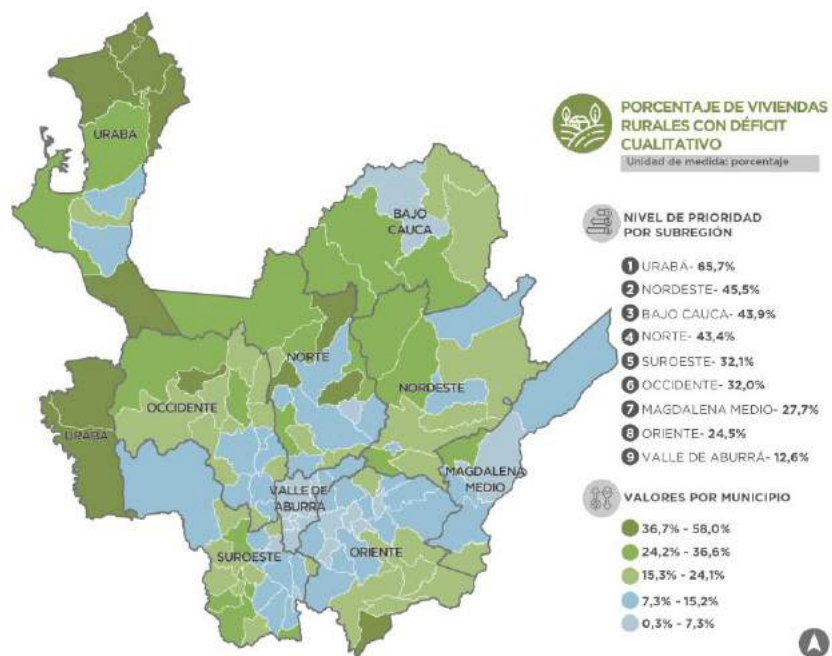 PORCENTAJE DE VIVIENDAS
RURALES CON DÉFICIT
CUALITATIVO
Unidad de medida: porcentaje
NIVEL DE PRIORIDAD
POR SUBREGIÓN
1 URABÁ- 65,7%
2 NORDESTE- 45,5%
3 BAJO CAUCA- 43,9%
4 NORTE- 43,4%
5 SUROESTE- 32,1%
6 OCCIDENTE- 32,0%
7 MAGDALENA MEDIO- 27,7%
8 ORIENTE- 24,5%
9 VALLE DE ABURRÁ- 12,6%
VALORES POR MUNICIPIO
36,7% - 58,0%
24,2% - 36,6%
15,3% - 24,1%
7,3% - 15,2%
0,3% - 7,3%
URABA
BAJO
CAUCA
NORTE
NORDESTE
OCCIDENTE
URABA
MAGDALENA
MEDIO
VALLE DE
ABURRÁ
SUROESTE
ORIENTE